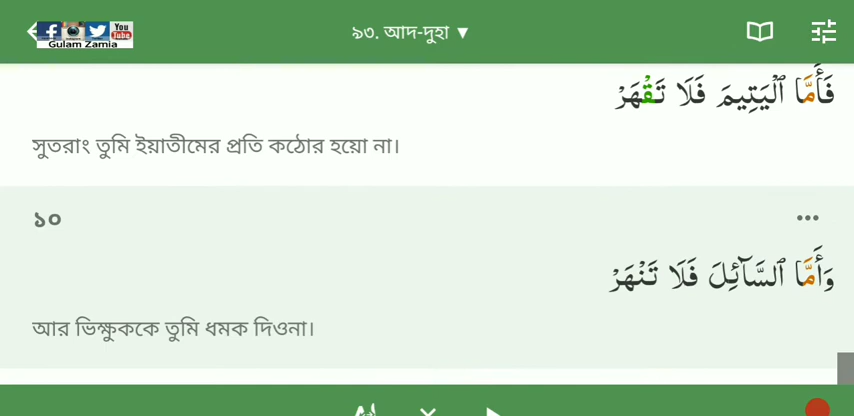 Gulam Zamia
৯৩. আদ-দুহা ▼
فَأَمَّا ٱلْيَتِيمَ فَلَا تَقْهَرْ
সুতরাং তুমি ইয়াতীমের প্রতি কঠোর হয়ো না।
১০
وَأَمَّا ٱلسَّآئِلَ فَلَا تَنْهَرْ
আর ভিক্ষুককে তুমি ধমক দিওনা।